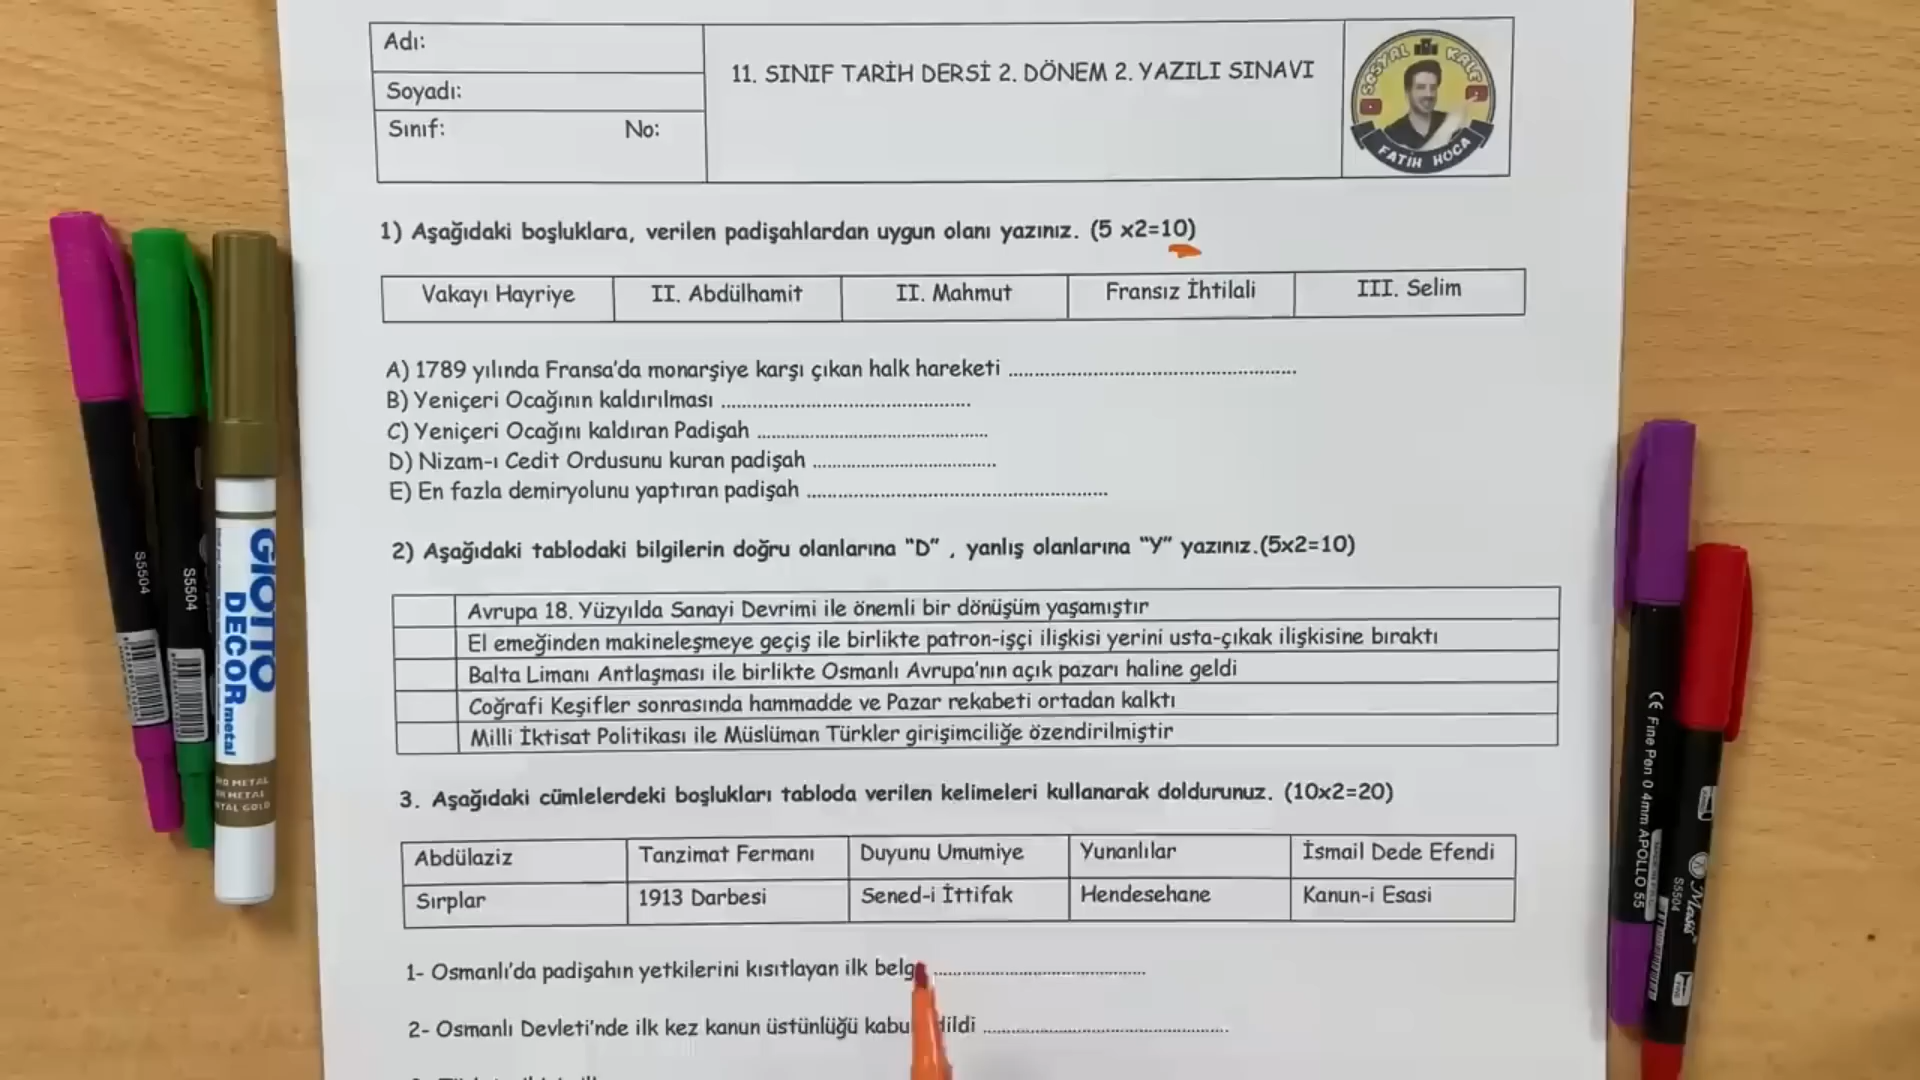 Adı:
Soyadı:
Sınıf: No:
11. SINIF TARİH DERSİ 2. DÖNEM 2. YAZILI SINAVI
SOSYAL KALE
FATİH HOCA
1) Aşağıdaki boşluklara, verilen padişahlardan uygun olanı yazınız. (5 x2=10)
Vakayı Hayriye II. Abdülhamit II. Mahmut Fransız İhtilali III. Selim
A) 1789 yılında Fransa'da monarşiye karşı çıkan halk hareketi ..........................................
B) Yeniçeri Ocağının kaldırılması ..........................................
C) Yeniçeri Ocağını kaldıran Padişah ..........................................
D) Nizam-ı Cedit Ordusunu kuran padişah ..........................................
E) En fazla demiryolunu yaptıran padişah ..........................................
2) Aşağıdaki tablodaki bilgilerin doğru olanlarına "D" , yanlış olanlarına "Y" yazınız.(5x2=10)
Avrupa 18. Yüzyılda Sanayi Devrimi ile önemli bir dönüşüm yaşamıştır
El emeğinden makineleşmeye geçiş ile birlikte patron-işçi ilişkisi yerini usta-çıkak ilişkisine bıraktı
Balta Limanı Antlaşması ile birlikte Osmanlı Avrupa'nın açık pazarı haline geldi
Coğrafi Keşifler sonrasında hammadde ve Pazar rekabeti ortadan kalktı
Milli İktisat Politikası ile Müslüman Türkler girişimciliğe özendirilmiştir
3. Aşağıdaki cümlelerdeki boşlukları tabloda verilen kelimeleri kullanarak doldurunuz. (10x2=20)
Abdülaziz Tanzimat Fermanı Duyunu Umumiye Yunanlılar İsmail Dede Efendi
Sırplar 1913 Darbesi Sened-i İttifak Hendesehane Kanun-i Esasi
1- Osmanlı'da padişahın yetkilerini kısıtlayan ilk ..........................................
2- Osmanlı Devleti'nde ilk kez kanun üstünlüğü ..........................................
S5504
S5504
GIOTTO
DECOR metal
CE Fine Pen 0 4mm APOLLO 55
S5504